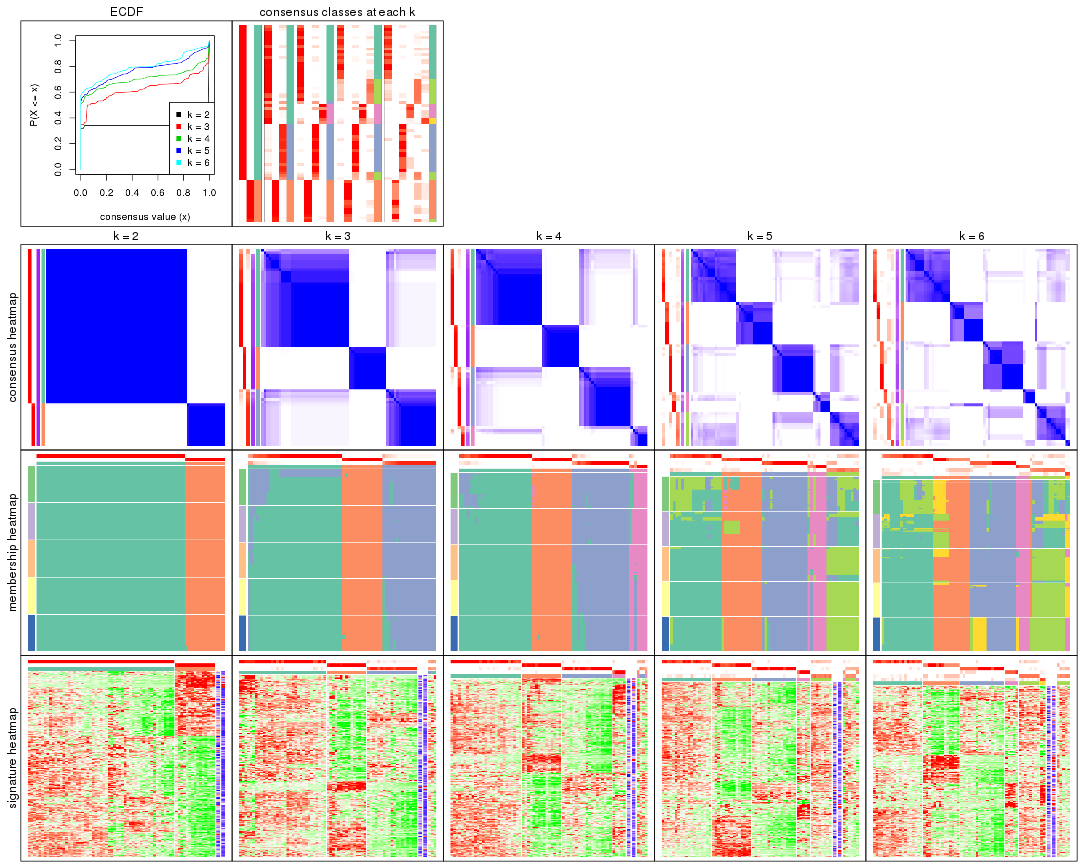 ECDF
consensus classes at each k
P(X <= x)
0.0
0.2
0.4
0.6
0.8
1.0
k = 2
k = 3
k = 4
k = 5
k = 6
0.0 0.2 0.4 0.6 0.8 1.0
consensus value (x)
k = 2
k = 3
k = 4
k = 5
k = 6
consensus heatmap
membership heatmap
signature heatmap